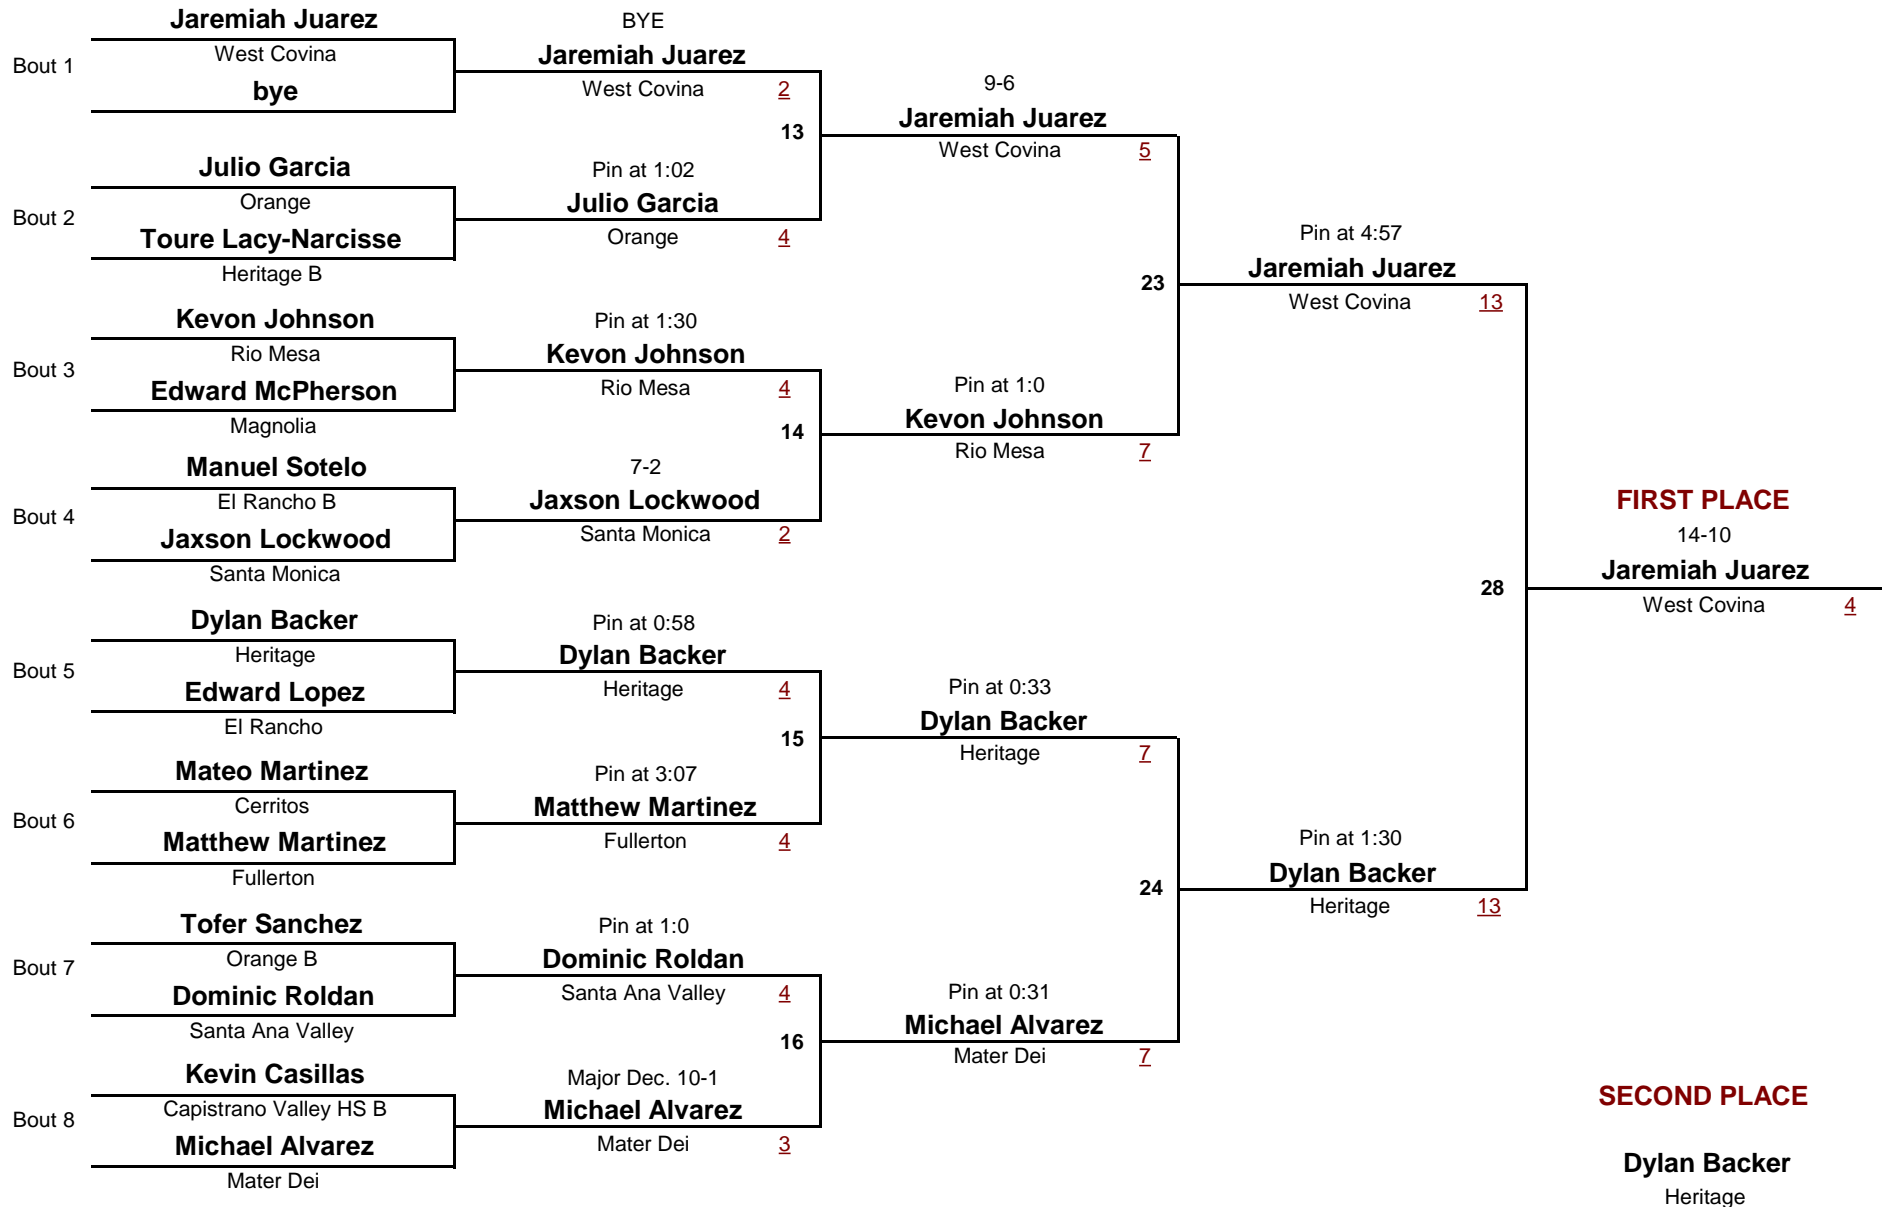 Bout 1
Jaremiah Juarez
West Covina
bye
Bout 2
Julio Garcia
Orange
Toure Lacy-Narcisse
Heritage B
Bout 3
Kevon Johnson
Rio Mesa
Edward McPherson
Magnolia
Bout 4
Manuel Sotelo
El Rancho B
Jaxson Lockwood
Santa Monica
Bout 5
Dylan Backer
Heritage
Edward Lopez
El Rancho
Bout 6
Mateo Martinez
Cerritos
Matthew Martinez
Fullerton
Bout 7
Tofer Sanchez
Orange B
Dominic Roldan
Santa Ana Valley
Bout 8
Kevin Casillas
Capistrano Valley HS B
Michael Alvarez
Mater Dei
BYE
Jaremiah Juarez
West Covina 2
13
Pin at 1:02
Julio Garcia
Orange 4
Pin at 1:30
Kevon Johnson
Rio Mesa 4
14
7-2
Jaxson Lockwood
Santa Monica 2
Pin at 0:58
Dylan Backer
Heritage 4
15
Pin at 3:07
Matthew Martinez
Fullerton 4
Pin at 1:0
Dominic Roldan
Santa Ana Valley 4
16
Major Dec. 10-1
Michael Alvarez
Mater Dei 3
9-6
Jaremiah Juarez
West Covina 5
23
Pin at 1:0
Kevon Johnson
Rio Mesa 7
Pin at 0:33
Dylan Backer
Heritage 7
24
Pin at 0:31
Michael Alvarez
Mater Dei 7
Pin at 4:57
Jaremiah Juarez
West Covina 13
28
Pin at 1:30
Dylan Backer
Heritage 13
FIRST PLACE
14-10
Jaremiah Juarez
West Covina 4
SECOND PLACE
Dylan Backer
Heritage